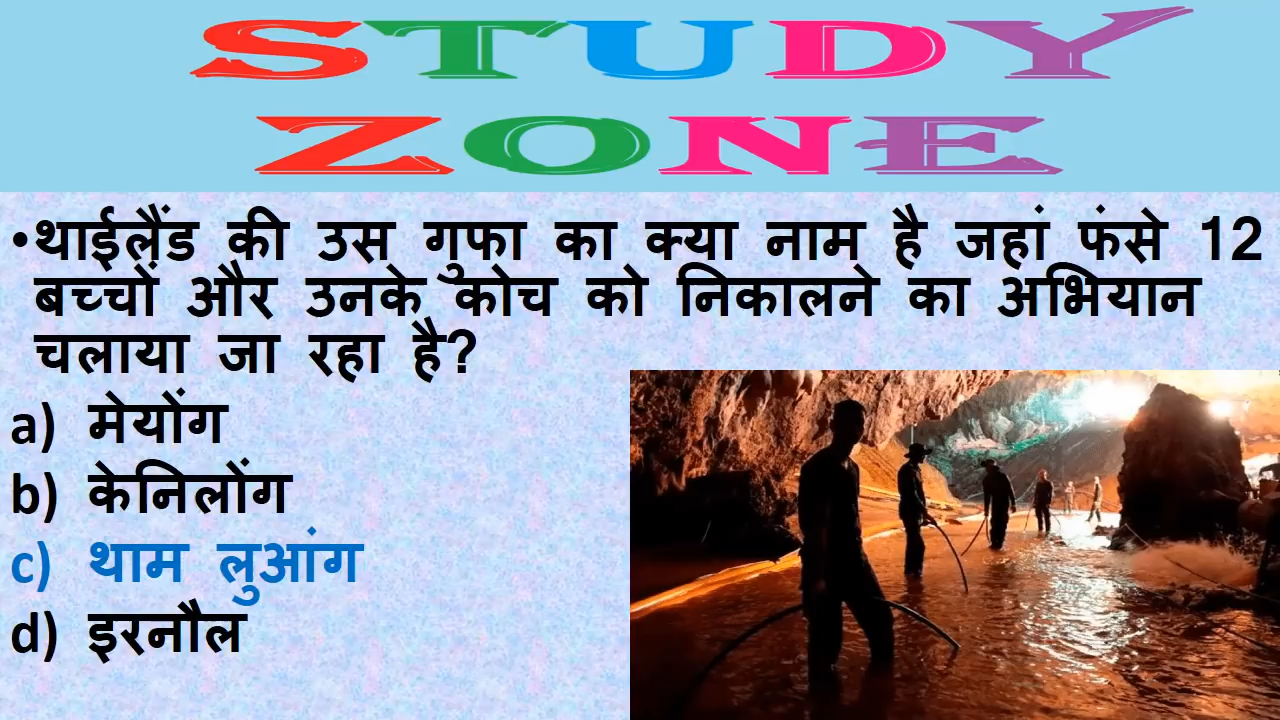 STUDY
ZONE
•थाईलैंड की उस गुफा का क्या नाम है जहां फंसे 12
बच्चों और उनके कोच को निकालने का अभियान
चलाया जा रहा है?
a) मेयोंग
b) केनिलोंग
c) थाम लुआंग
d) इरनौल